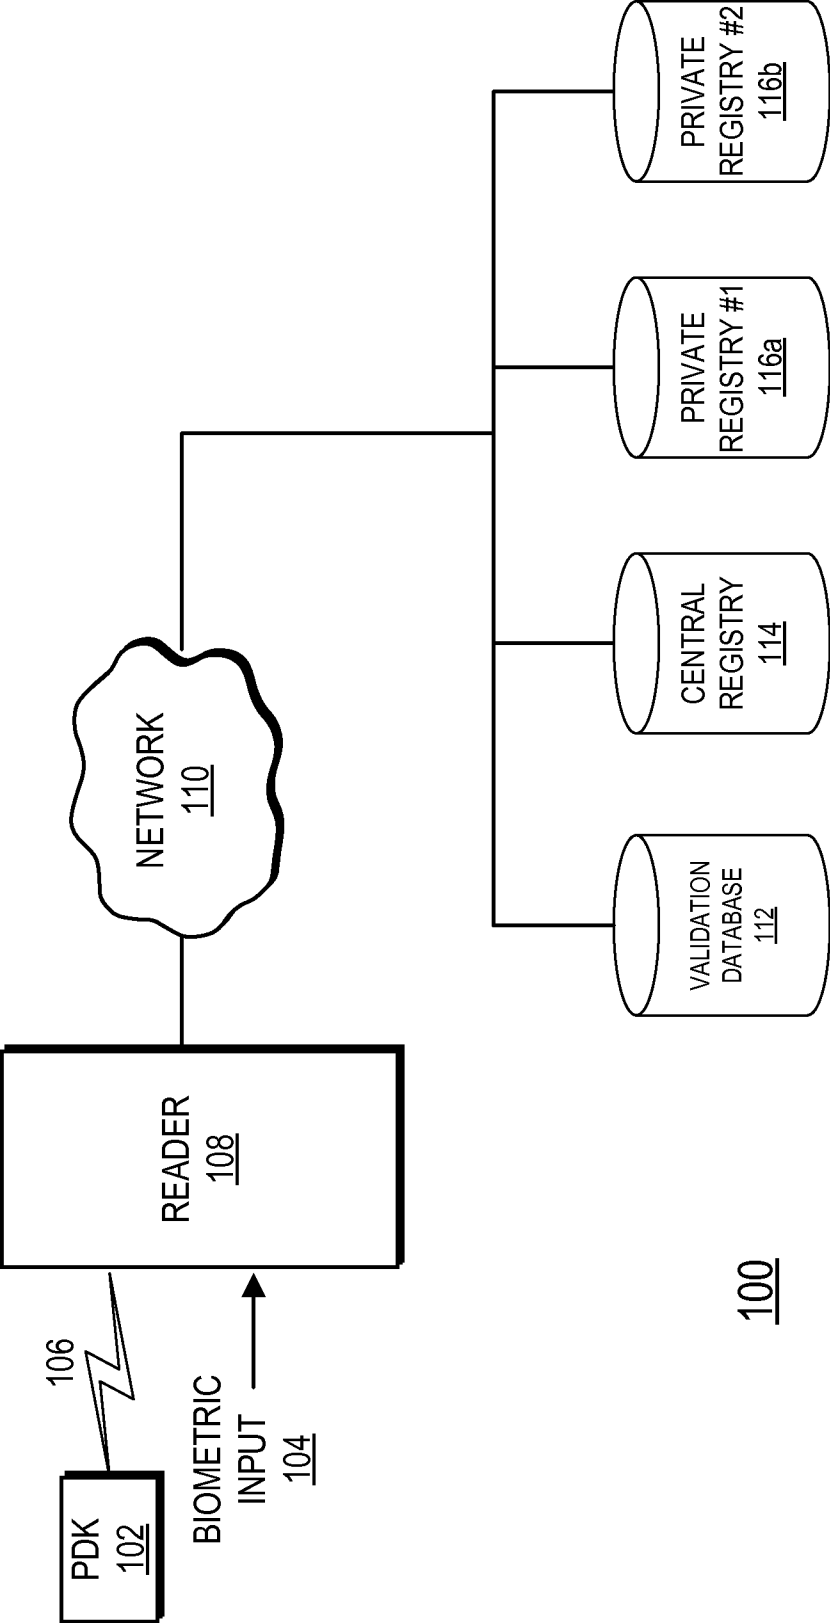 PDK
102
106
BIOMETRIC
INPUT
104
READER
108
NETWORK
110
VALIDATION
DATABASE
112
CENTRAL
REGISTRY
114
PRIVATE
REGISTRY #1
116a
PRIVATE
REGISTRY #2
116b
100